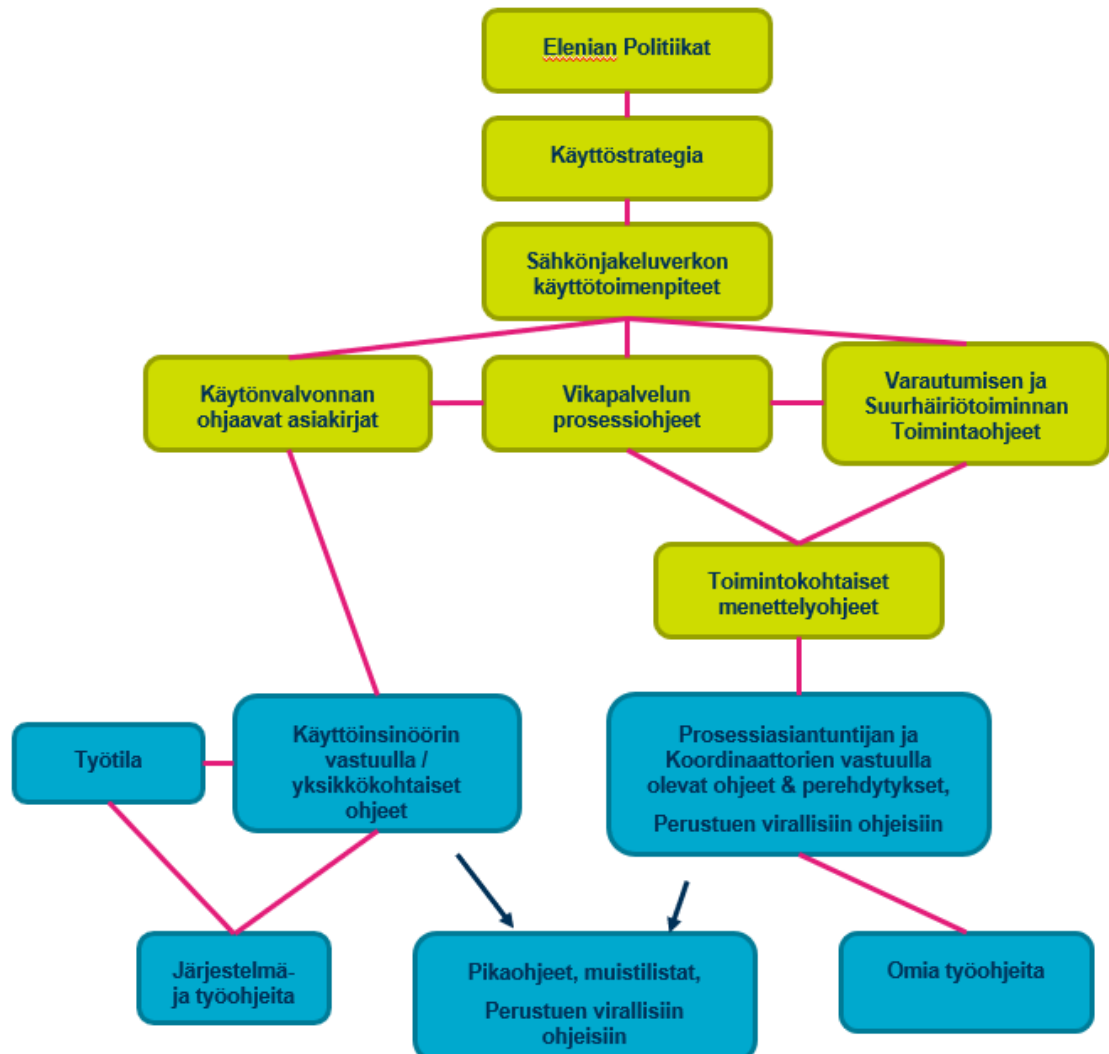 Elenian Politiikat
Käyttöstrategia
Sähkönjakeluverkon
käyttötoimenpiteet
Käytönvalvonnan
ohjaavat asiakirjat
Vikapalvelun
prosessiohjeet
Varautumisen ja
Suurhäiriötoiminnan
Toimintaohjeet
Toimintokohtaiset
menettelyohjeet
Työtila
Käyttöinsinöörin
vastuulla /
yksikkökohtaiset
ohjeet
Prosessiasiantuntijan ja
Koordinaattorien vastuulla
olevat ohjeet & perehdytykset,
Perustuen virallisiin ohjeisiin
Järjestelmä-
ja työohjeita
Pikaohjeet, muistilistat,
Perustuen virallisiin
ohjeisiin
Omia työohjeita